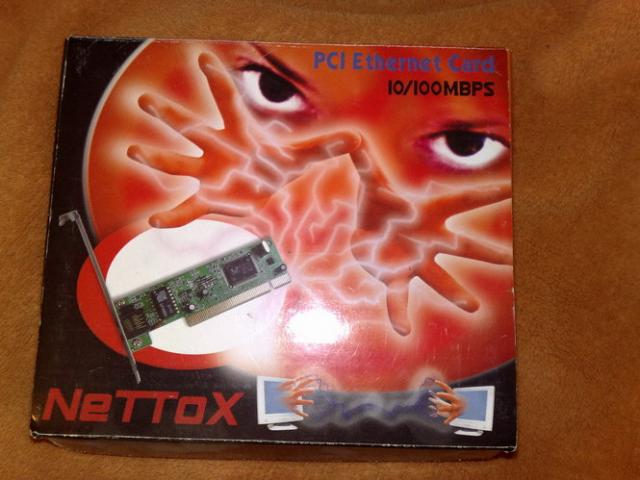 PCI Ethernet Card
10/100MBPS
NeTToX